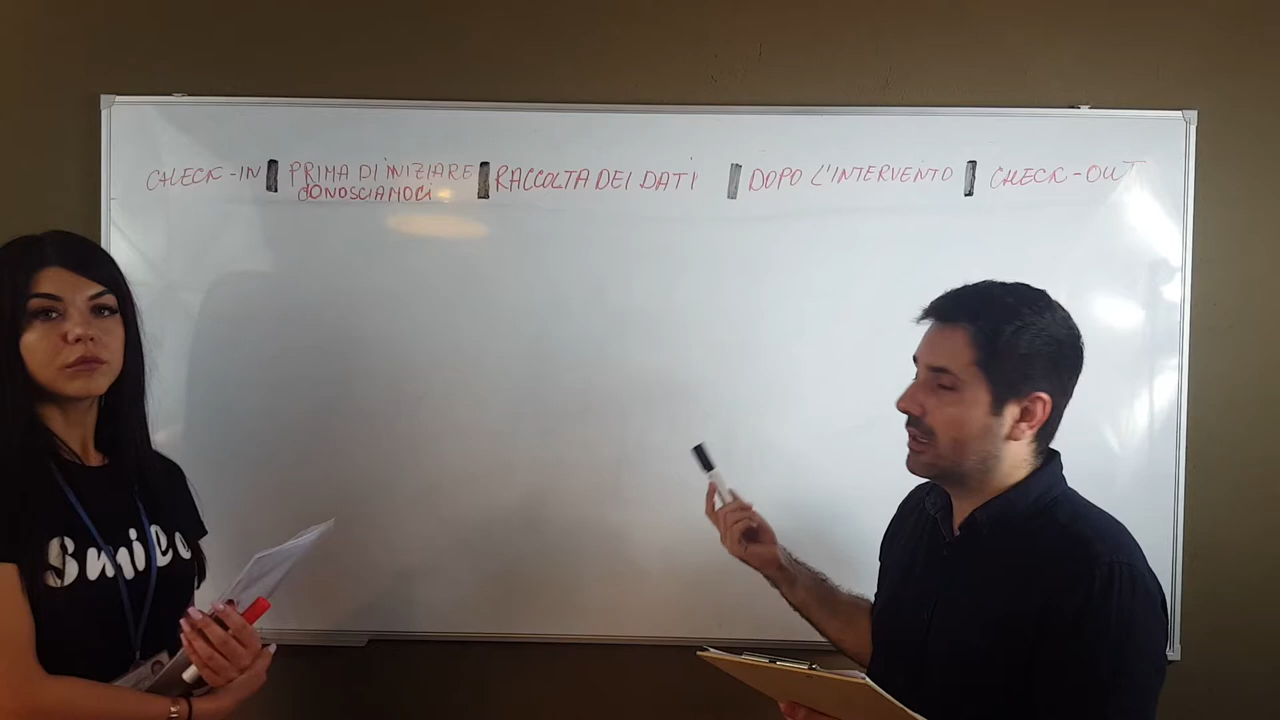 CHECK-IN
PRIMA DI INIZIARE
CONOSCIAMOCI
RACCOLTA DEI DATI
DOPO L'INTERVENTO
CHECK-OUT
Smile